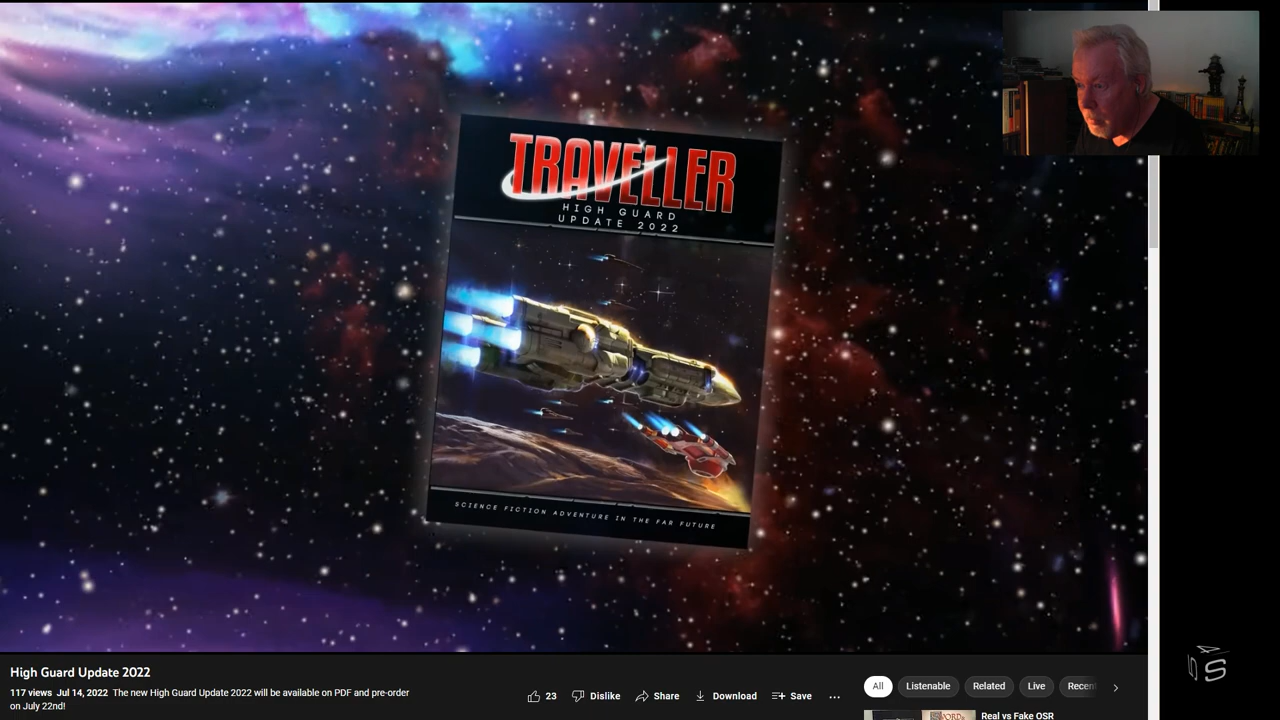 TRAVELLER
HIGH GUARD
UPDATE 2022
SCIENCE FICTION ADVENTURE IN THE FAR FUTURE
High Guard Update 2022
117 views Jul 14, 2022 The new High Guard Update 2022 will be available on PDF and pre-order
on July 22nd!
23
Dislike
Share
Download
Save
...
All
Listenable
Related
Live
Recen
Real vs Fake OSR